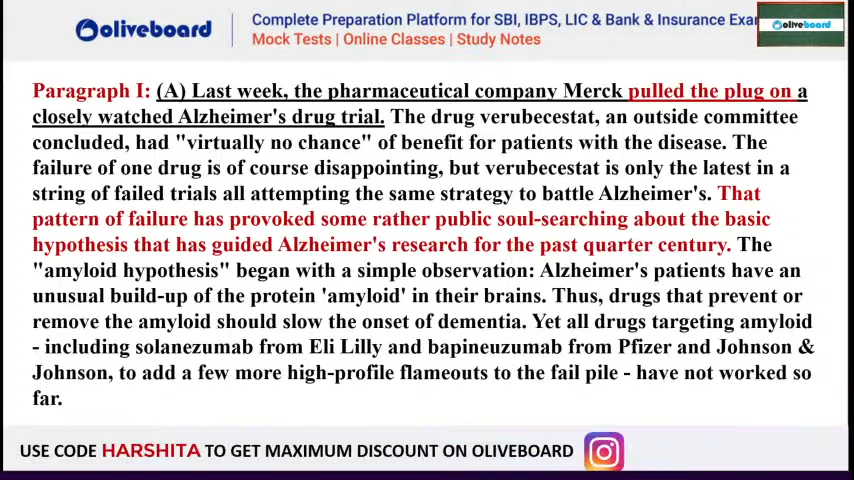 oliveboard
Complete Preparation Platform for SBI, IBPS, LIC & Bank & Insurance Exa
Mock Tests | Online Classes | Study Notes
oliveboard
Paragraph I: (A) Last week, the pharmaceutical company Merck pulled the plug on a
closely watched Alzheimer's drug trial. The drug verubecestat, an outside committee
concluded, had "virtually no chance" of benefit for patients with the disease. The
failure of one drug is of course disappointing, but verubecestat is only the latest in a
string of failed trials all attempting the same strategy to battle Alzheimer's. That
pattern of failure has provoked some rather public soul-searching about the basic
hypothesis that has guided Alzheimer's research for the past quarter century. The
"amyloid hypothesis" began with a simple observation: Alzheimer's patients have an
unusual build-up of the protein 'amyloid' in their brains. Thus, drugs that prevent or
remove the amyloid should slow the onset of dementia. Yet all drugs targeting amyloid
- including solanezumab from Eli Lilly and bapineuzumab from Pfizer and Johnson &
Johnson, to add a few more high-profile flameouts to the fail pile - have not worked so
far.
USE CODE HARSHITA TO GET MAXIMUM DISCOUNT ON OLIVEBOARD